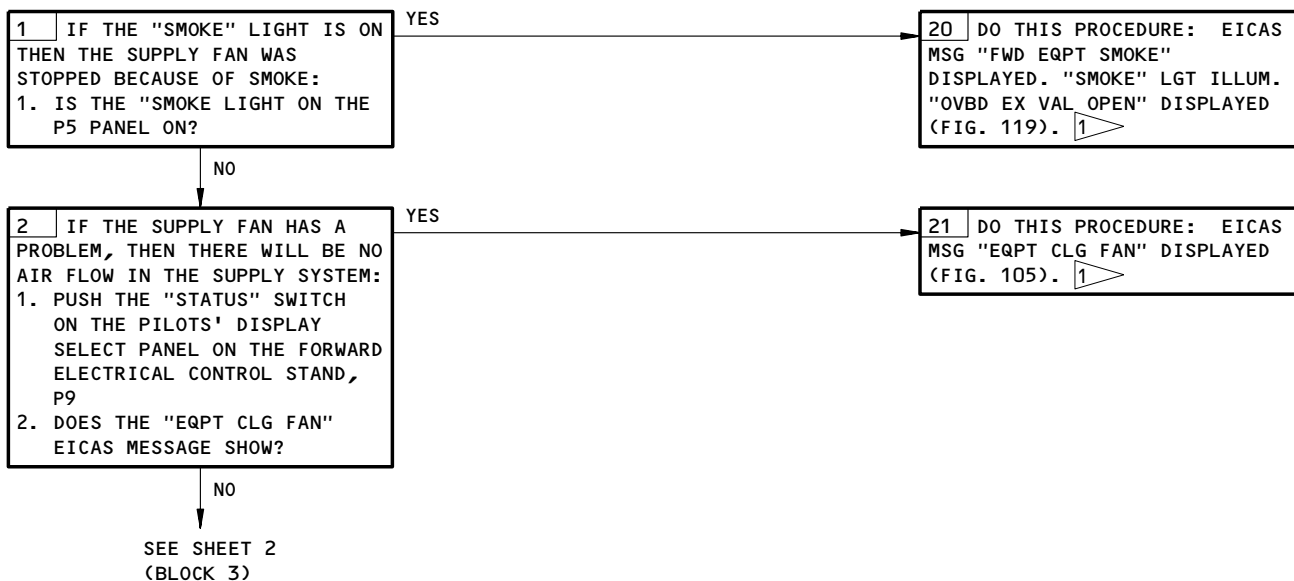 1 IF THE "SMOKE" LIGHT IS ON
THEN THE SUPPLY FAN WAS
STOPPED BECAUSE OF SMOKE:
1. IS THE "SMOKE LIGHT ON THE
P5 PANEL ON?
YES
20 DO THIS PROCEDURE: EICAS
MSG "FWD EQPT SMOKE"
DISPLAYED. "SMOKE" LGT ILLUM.
"OVBD EX VAL OPEN" DISPLAYED
(FIG. 119). 1
NO
2 IF THE SUPPLY FAN HAS A
PROBLEM, THEN THERE WILL BE NO
AIR FLOW IN THE SUPPLY SYSTEM:
1. PUSH THE "STATUS" SWITCH
ON THE PILOTS' DISPLAY
SELECT PANEL ON THE FORWARD
ELECTRICAL CONTROL STAND,
P9
2. DOES THE "EQPT CLG FAN"
EICAS MESSAGE SHOW?
YES
21 DO THIS PROCEDURE: EICAS
MSG "EQPT CLG FAN" DISPLAYED
(FIG. 105). 1
NO
SEE SHEET 2
(BLOCK 3)